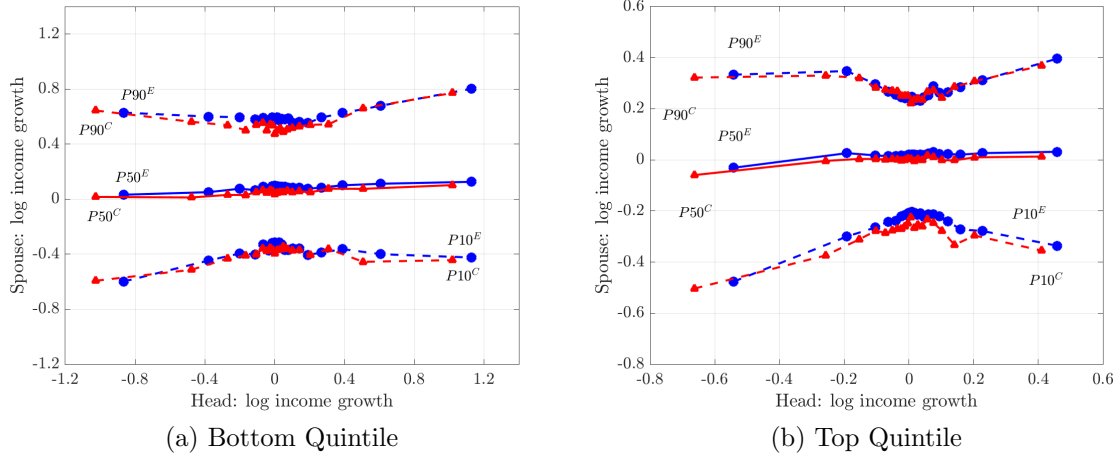 Spouse: log income growth
1.2
0.8
0.4
0
-0.4
-0.8
-1.2
P90^E
P90^C
P50^E
P50^C
P10^E
P10^C
-1.2 -0.8 -0.4 0 0.4 0.8 1.2
Head: log income growth
(a) Bottom Quintile
Spouse: log income growth
0.6
0.4
0.2
0
-0.2
-0.4
-0.6
-0.8
P90^E
P90^C
P50^E
P50^C
P10^E
P10^C
-0.8 -0.6 -0.4 -0.2 0 0.2 0.4 0.6
Head: log income growth
(b) Top Quintile